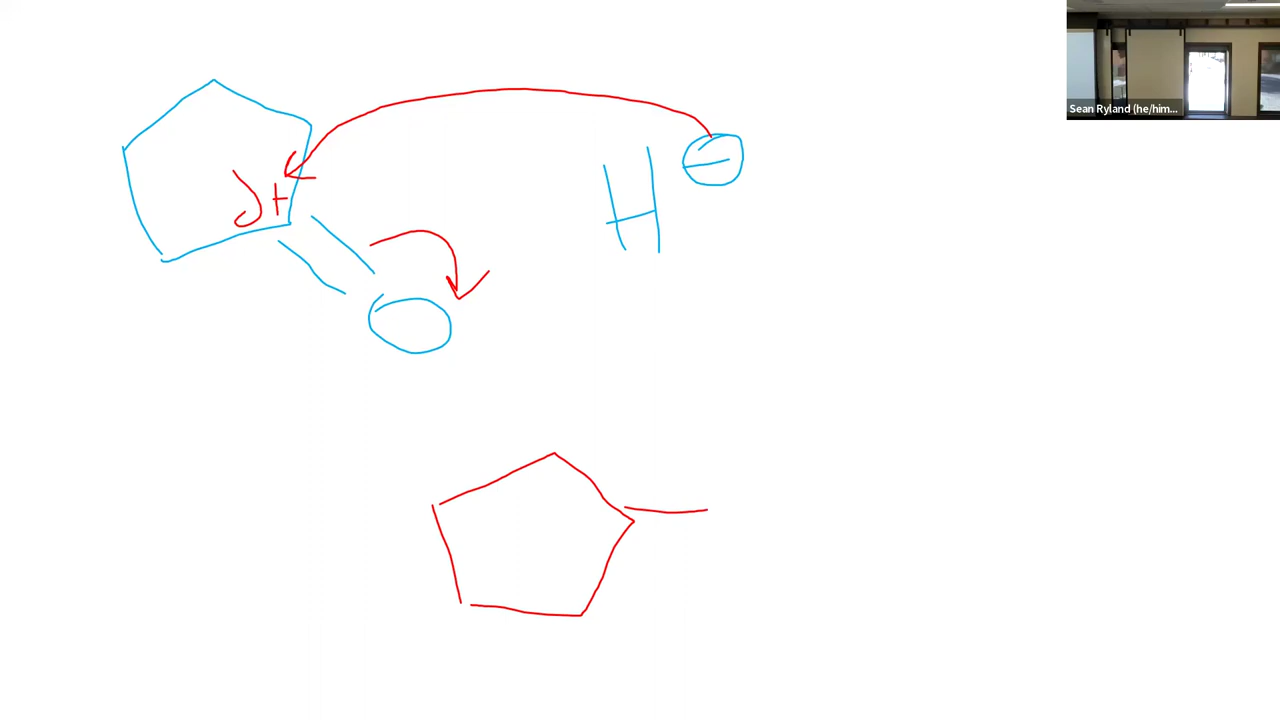 Sean Ryland (he/him...
δ+
H ⊖
O